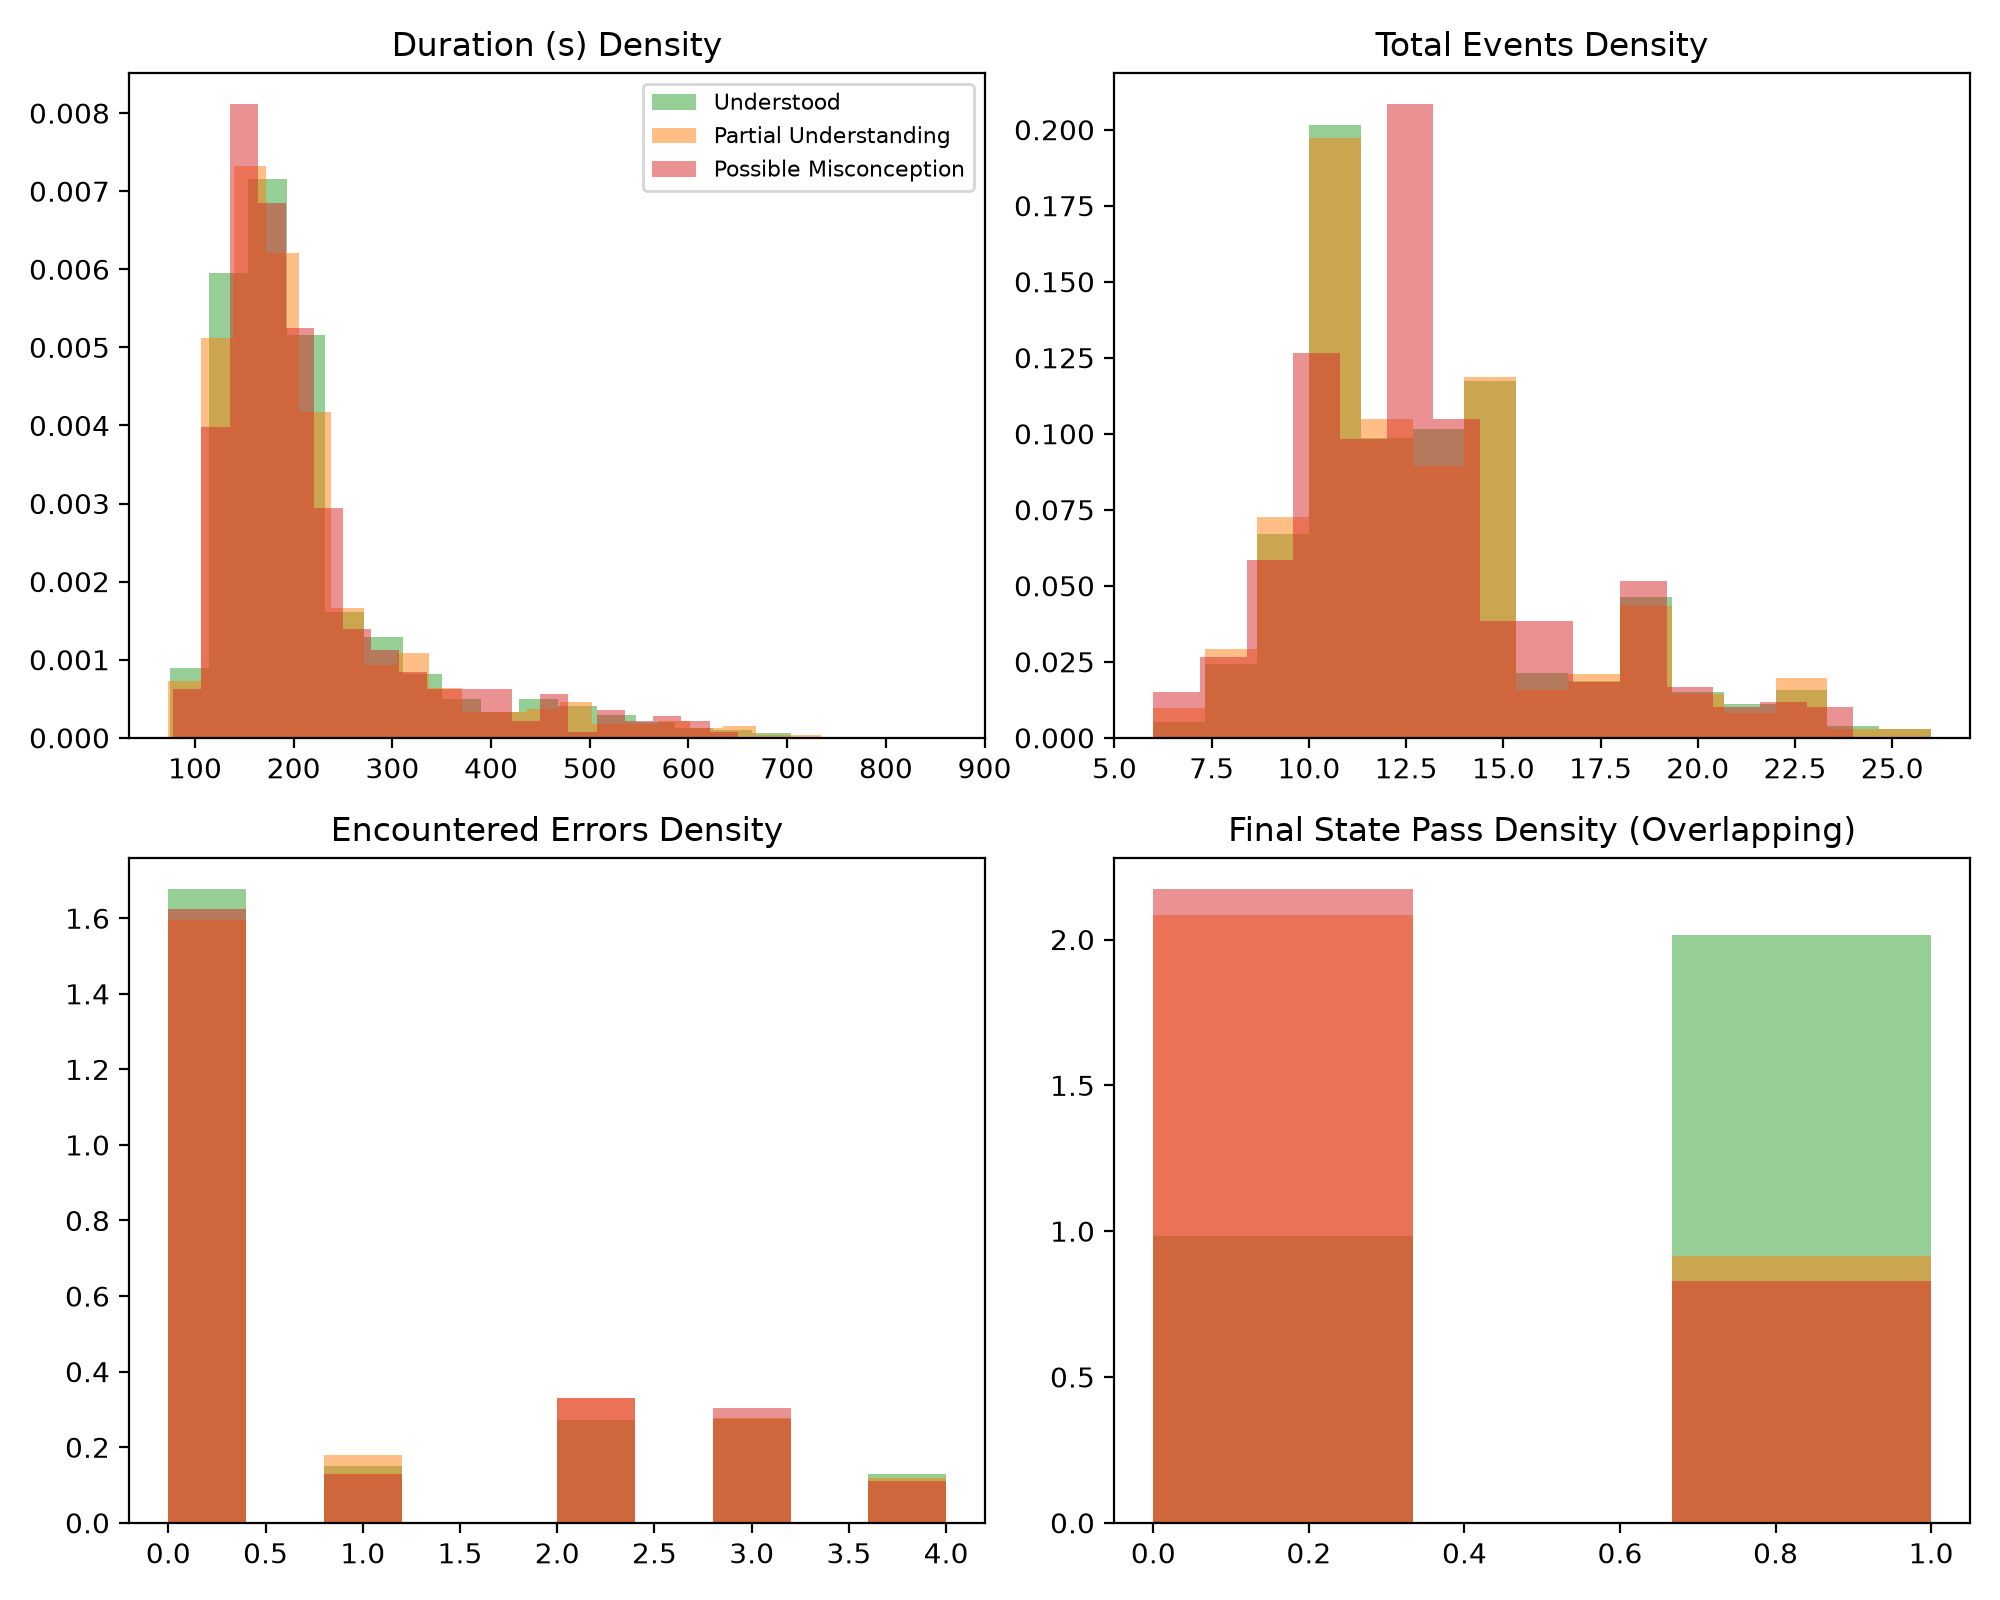 Duration (s) Density
0.008
0.007
0.006
0.005
0.004
0.003
0.002
0.001
0.000
100 200 300 400 500 600 700 800 900
Understood
Partial Understanding
Possible Misconception
Total Events Density
0.200
0.175
0.150
0.125
0.100
0.075
0.050
0.025
0.000
5.0 7.5 10.0 12.5 15.0 17.5 20.0 22.5 25.0
Encountered Errors Density
1.6
1.4
1.2
1.0
0.8
0.6
0.4
0.2
0.0
0.0 0.5 1.0 1.5 2.0 2.5 3.0 3.5 4.0
Final State Pass Density (Overlapping)
2.0
1.5
1.0
0.5
0.0
0.0 0.2 0.4 0.6 0.8 1.0